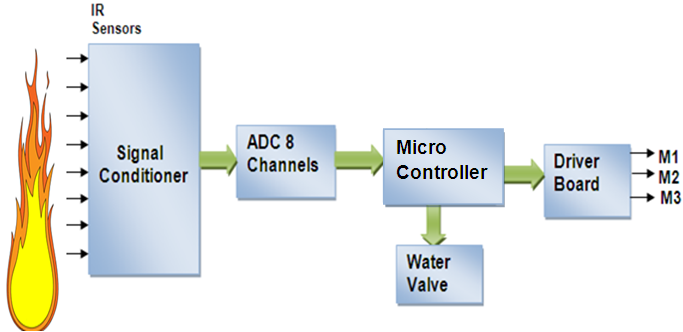 IR
Sensors
Signal
Conditioner
ADC 8
Channels
Micro
Controller
Driver
Board
M1
M2
M3
Water
Valve